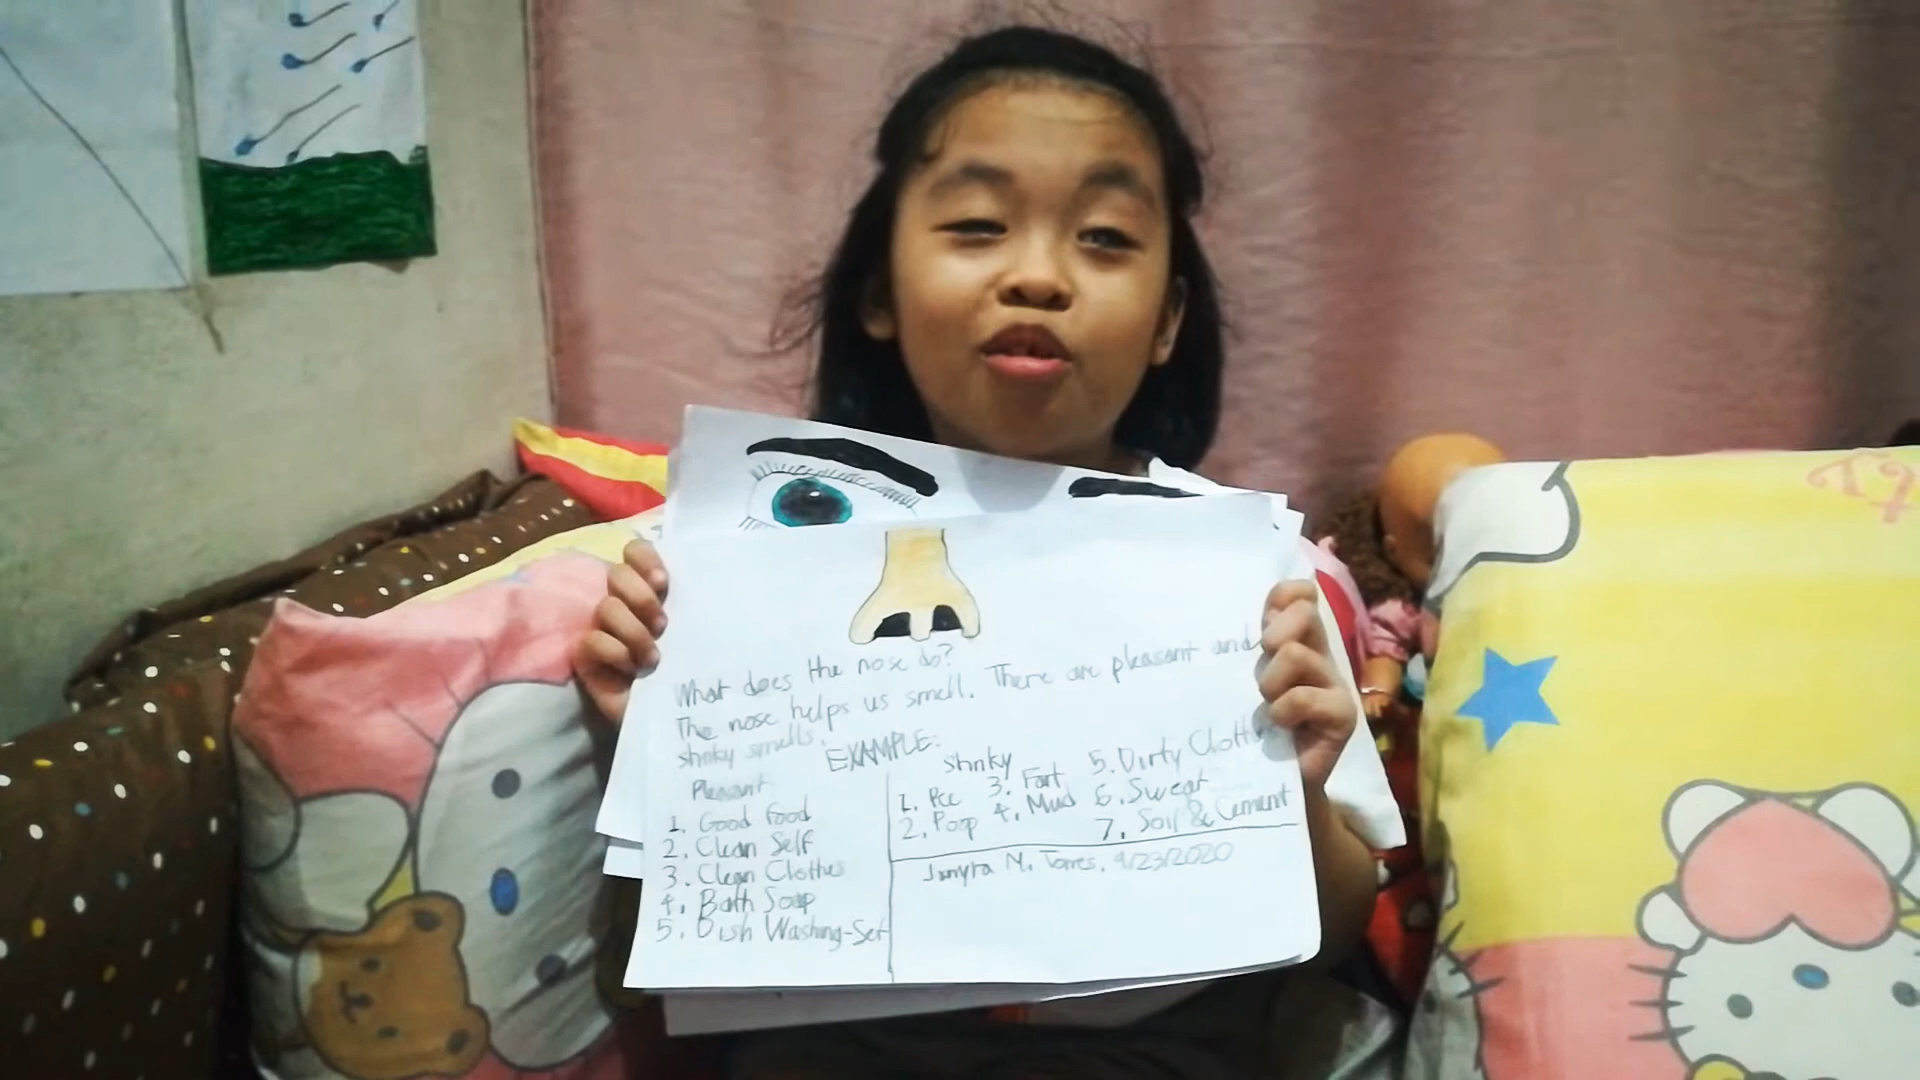 What does the nose do?
The nose helps us smell. There are pleasant and
stinky smells.
EXAMPLE:
Pleasant
1. Good Food
2. Clean Self
3. Clean Clothes
4. Bath Soap
5. Dish Washing-Set
Stinky
1. Pee
2. Poop
3. Fart
4. Mud
5. Dirty Clothes
6. Sweat
7. Soil & Cement
M. Torres, 9/23/2020